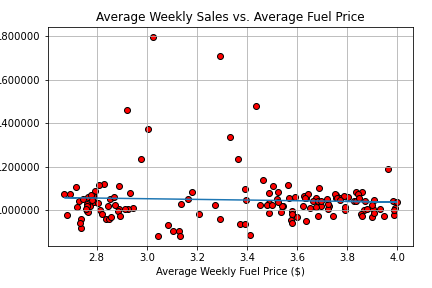 Average Weekly Sales vs. Average Fuel Price
1800000
1600000
1400000
1200000
1000000
2.8 3.0 3.2 3.4 3.6 3.8 4.0
Average Weekly Fuel Price ($)